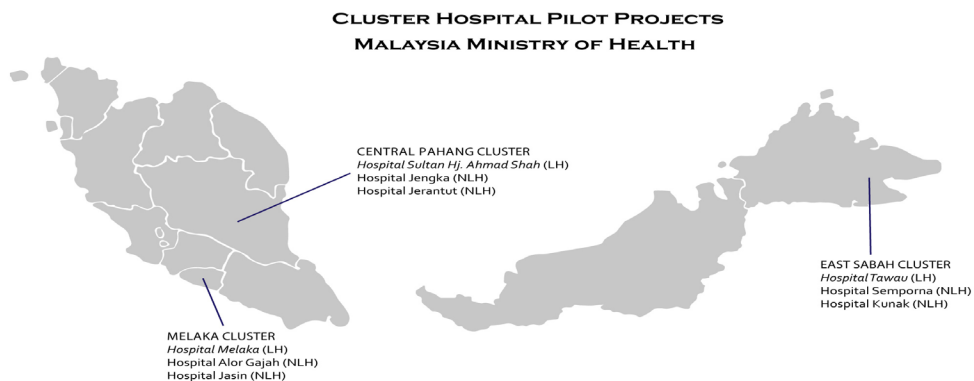 CLUSTER HOSPITAL PILOT PROJECTS
MALAYSIA MINISTRY OF HEALTH
CENTRAL PAHANG CLUSTER
Hospital Sultan Hj. Ahmad Shah (LH)
Hospital Jengka (NLH)
Hospital Jerantut (NLH)
EAST SABAH CLUSTER
Hospital Tawau (LH)
Hospital Semporna (NLH)
Hospital Kunak (NLH)
MELAKA CLUSTER
Hospital Melaka (LH)
Hospital Alor Gajah (NLH)
Hospital Jasin (NLH)